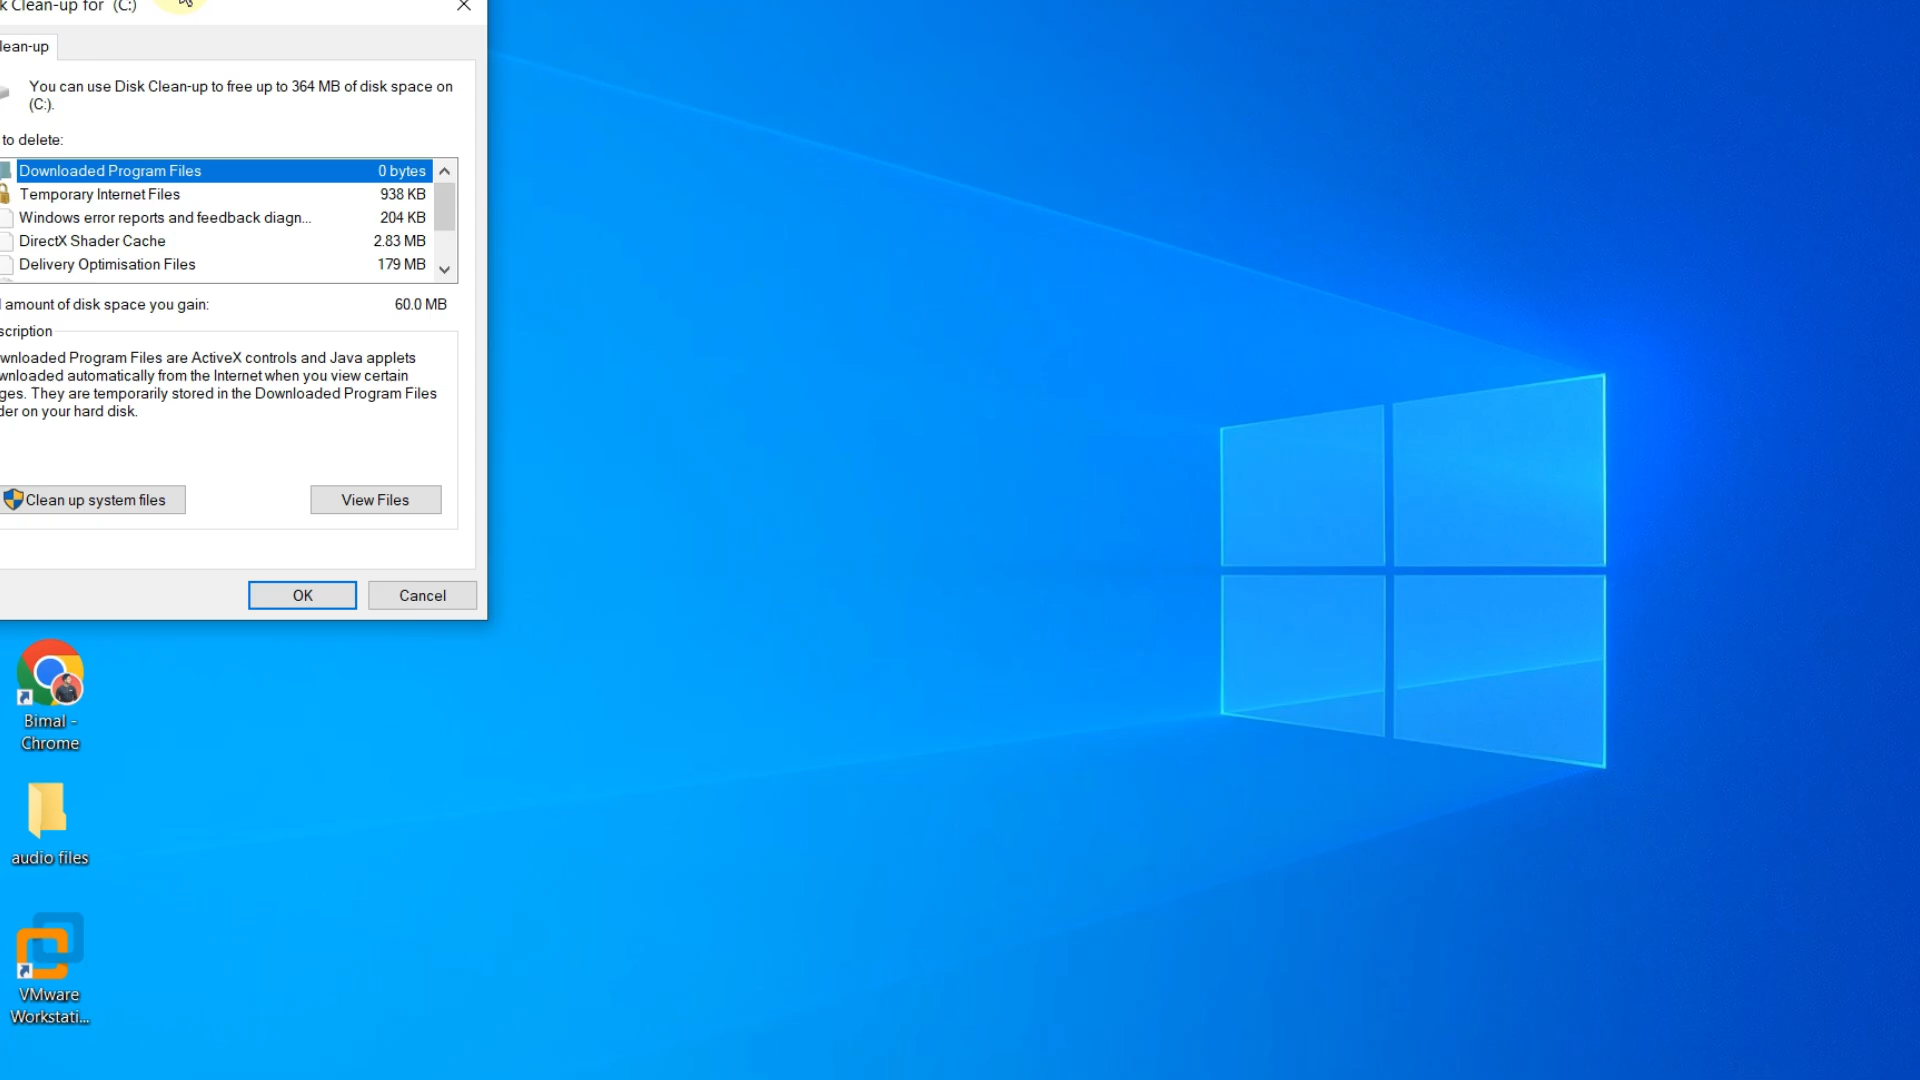 k Clean-up for (C:)
lean-up
You can use Disk Clean-up to free up to 364 MB of disk space on
(C:).
to delete:
Downloaded Program Files 0 bytes
Temporary Internet Files 938 KB
Windows error reports and feedback diagn... 204 KB
DirectX Shader Cache 2.83 MB
Delivery Optimisation Files 179 MB
l amount of disk space you gain: 60.0 MB
scription
wnloaded Program Files are ActiveX controls and Java applets
wnloaded automatically from the Internet when you view certain
ges. They are temporarily stored in the Downloaded Program Files
der on your hard disk.
Clean up system files View Files
OK Cancel
Bimal -
Chrome
audio files
VMware
Workstati...